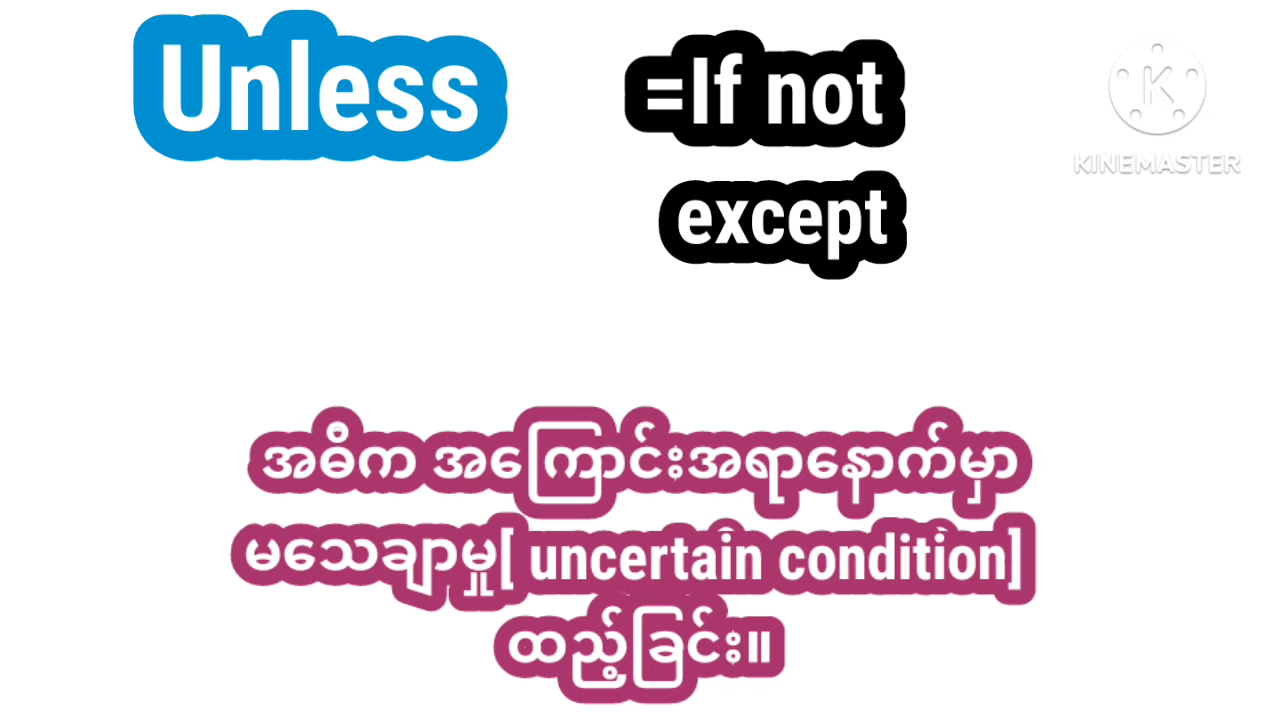 Unless
=If not
except
K
KINEMASTER
အဓိက အကြောင်းအရာနောက်မှာ
မသေချာမှု[ uncertain condition]
ထည့်ခြင်း။